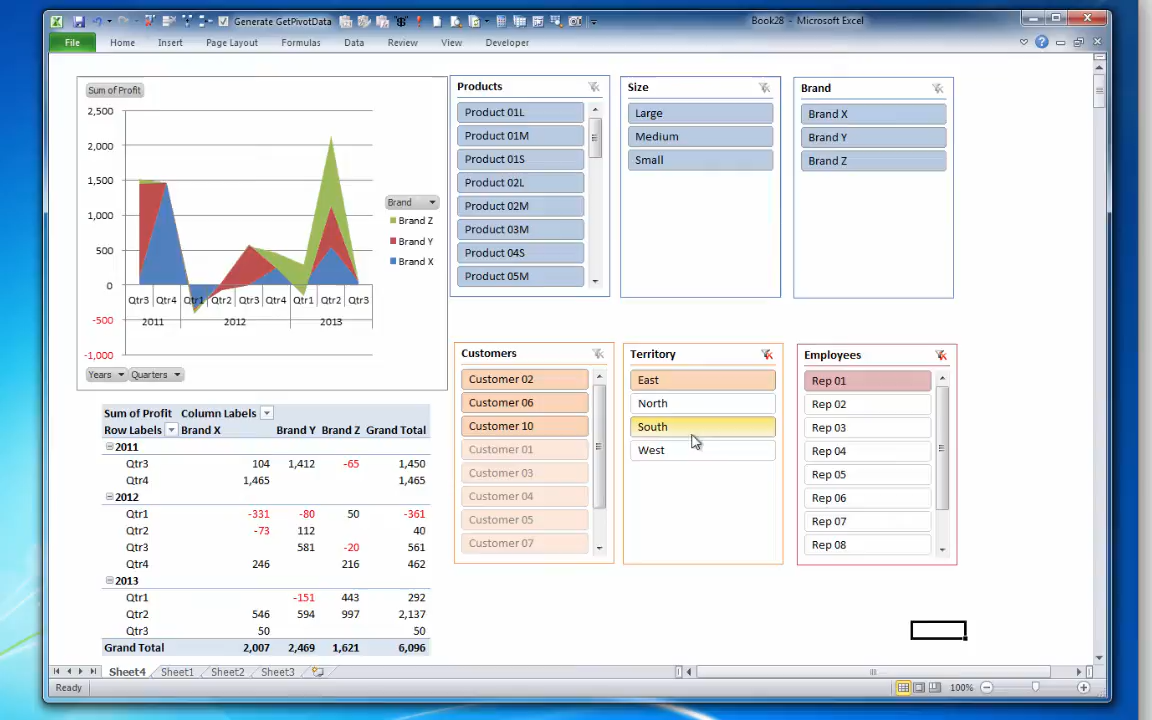 Generate GetPivotData
Book28 - Microsoft Excel
File Home Insert Page Layout Formulas Data Review View Developer
Sum of Profit
2,500
2,000
1,500
1,000
500
0
-500
-1,000
Qtr3 Qtr4 Qtr1 Qtr2 Qtr3 Qtr4 Qtr1 Qtr2 Qtr3
2011 2012 2013
Brand
Brand Z
Brand Y
Brand X
Years Quarters
Products
Product 01L
Product 01M
Product 01S
Product 02L
Product 02M
Product 03M
Product 04S
Product 05M
Size
Large
Medium
Small
Brand
Brand X
Brand Y
Brand Z
Customers
Customer 02
Customer 06
Customer 10
Customer 01
Customer 03
Customer 04
Customer 05
Customer 07
Territory
East
North
South
West
Employees
Rep 01
Rep 02
Rep 03
Rep 04
Rep 05
Rep 06
Rep 07
Rep 08
Sum of Profit Column Labels
Row Labels Brand X Brand Y Brand Z Grand Total
2011
Qtr3 104 1,412 -65 1,450
Qtr4 1,465 1,465
2012
Qtr1 -331 -80 50 -361
Qtr2 -73 112 40
Qtr3 581 -20 561
Qtr4 246 216 462
2013
Qtr1 -151 443 292
Qtr2 546 594 997 2,137
Qtr3 50 50
Grand Total 2,007 2,469 1,621 6,096
Sheet4 Sheet1 Sheet2 Sheet3
Ready
100%